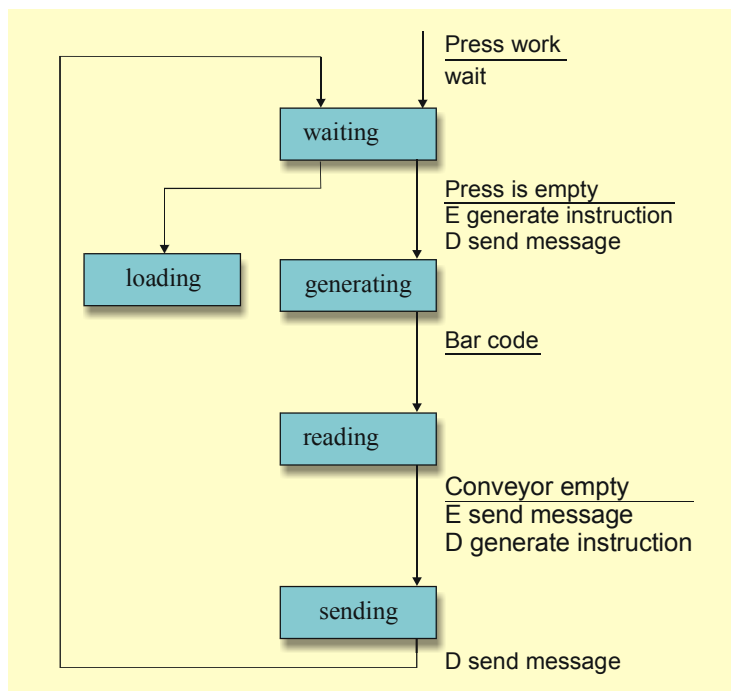 Press work
wait
waiting
Press is empty
E generate instruction
D send message
loading
generating
Bar code
reading
Conveyor empty
E send message
D generate instruction
sending
D send message